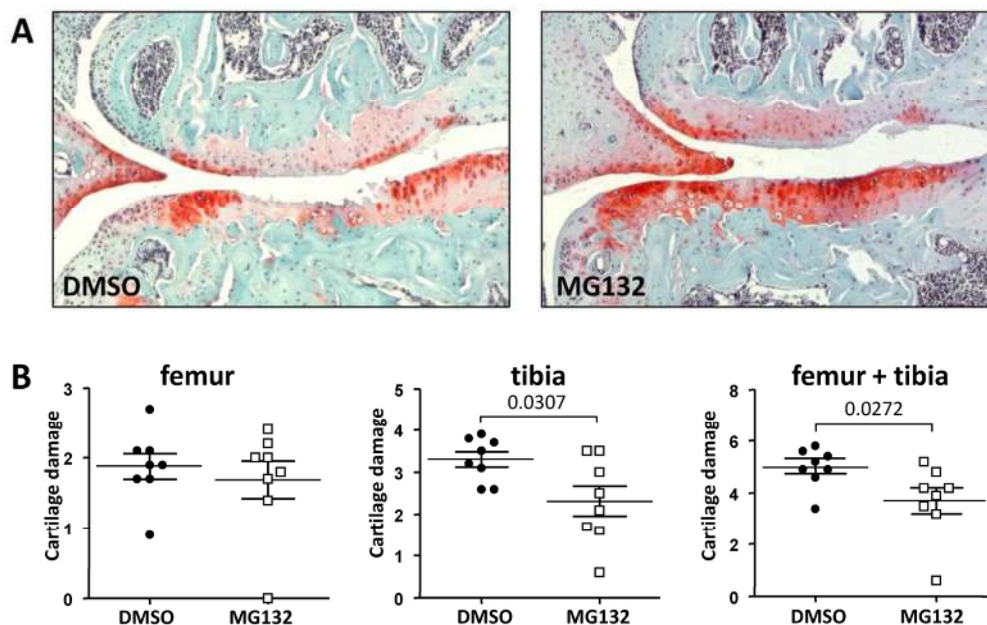 A
DMSO
MG132
B
femur
Cartilage damage
3
2
1
0
DMSO
MG132
tibia
0.0307
Cartilage damage
5
4
3
2
1
0
DMSO
MG132
femur + tibia
0.0272
Cartilage damage
8
6
4
2
0
DMSO
MG132